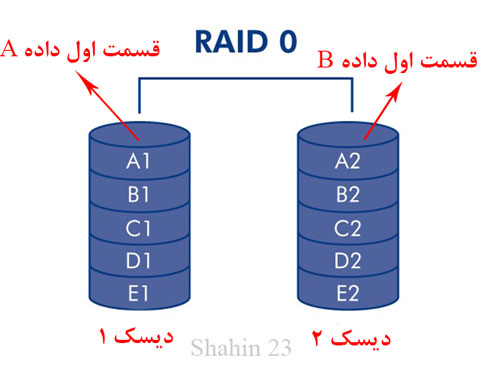 RAID 0
قسمت اول داده A
قسمت اول داده B
A1
B1
C1
D1
E1
A2
B2
C2
D2
E2
دیسک ۱
دیسک ۲
Shahin 23